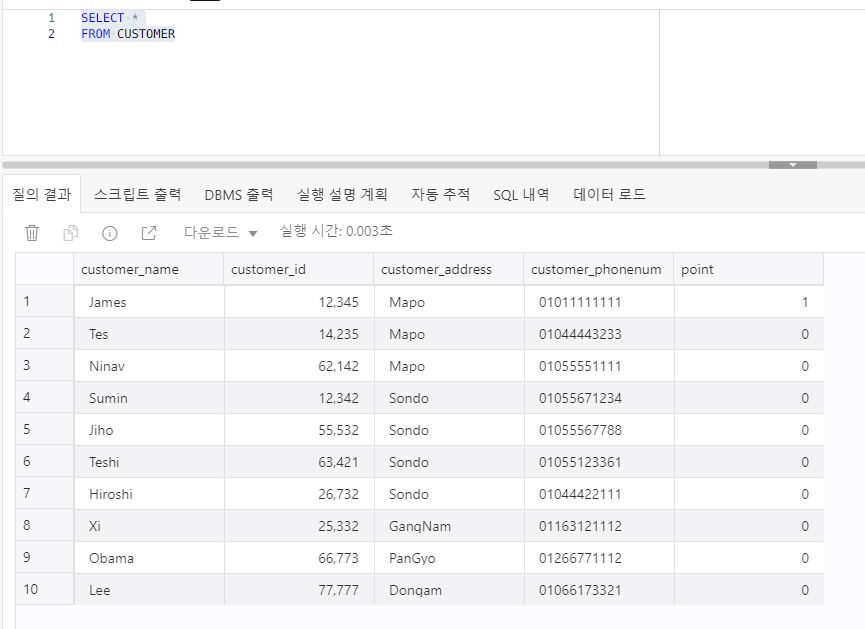 1 SELECT *
2 FROM CUSTOMER
질의 결과 스크립트 출력 DBMS 출력 실행 설명 계획 자동 추적 SQL 내역 데이터 로드
다운로드 실행 시간: 0.003초
customer_name customer_id customer_address customer_phonenum point
1 James 12,345 Mapo 01011111111 1
2 Tes 14,235 Mapo 01044443233 0
3 Ninav 62,142 Mapo 01055551111 0
4 Sumin 12,342 Sondo 01055671234 0
5 Jiho 55,532 Sondo 01055567788 0
6 Teshi 63,421 Sondo 01055123361 0
7 Hiroshi 26,732 Sondo 01044422111 0
8 Xi 25,332 GangNam 01163121112 0
9 Obama 66,773 PanGyo 01266771112 0
10 Lee 77,777 Dongam 01066173321 0